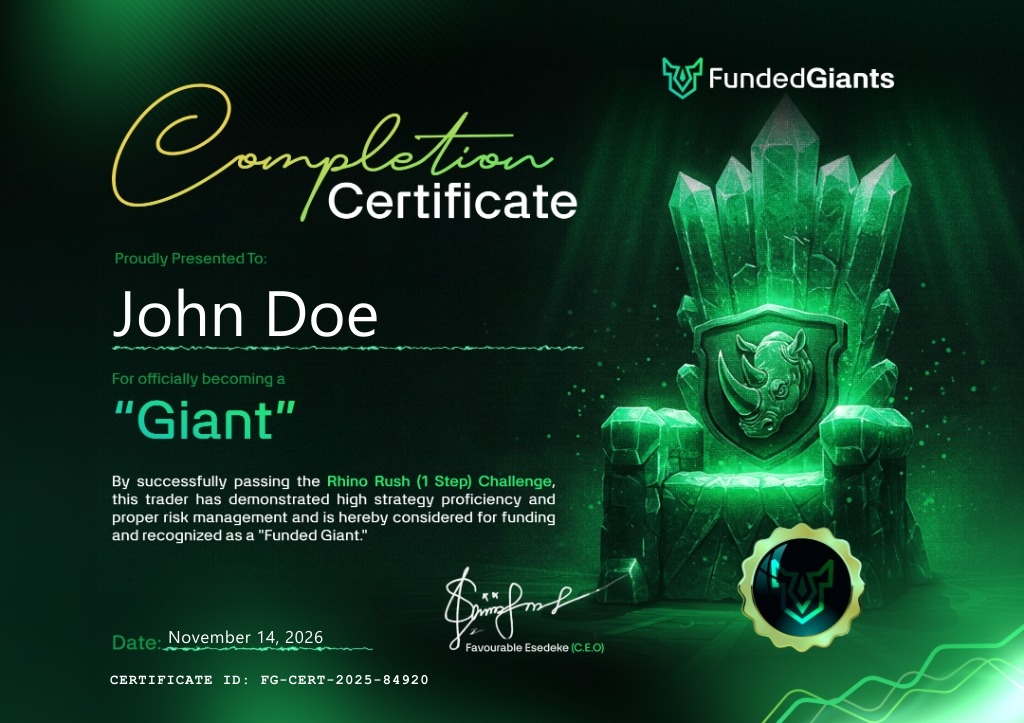 FundedGiants
Completion
Certificate
Proudly Presented To:
John Doe
For officially becoming a
“Giant”
By successfully passing the Rhino Rush (1 Step) Challenge,
this trader has demonstrated high strategy proficiency and
proper risk management and is hereby considered for funding
and recognized as a "Funded Giant."
Favourable Esedeke (C.E.O)
Date: November 14, 2026
CERTIFICATE ID: FG-CERT-2025-84920